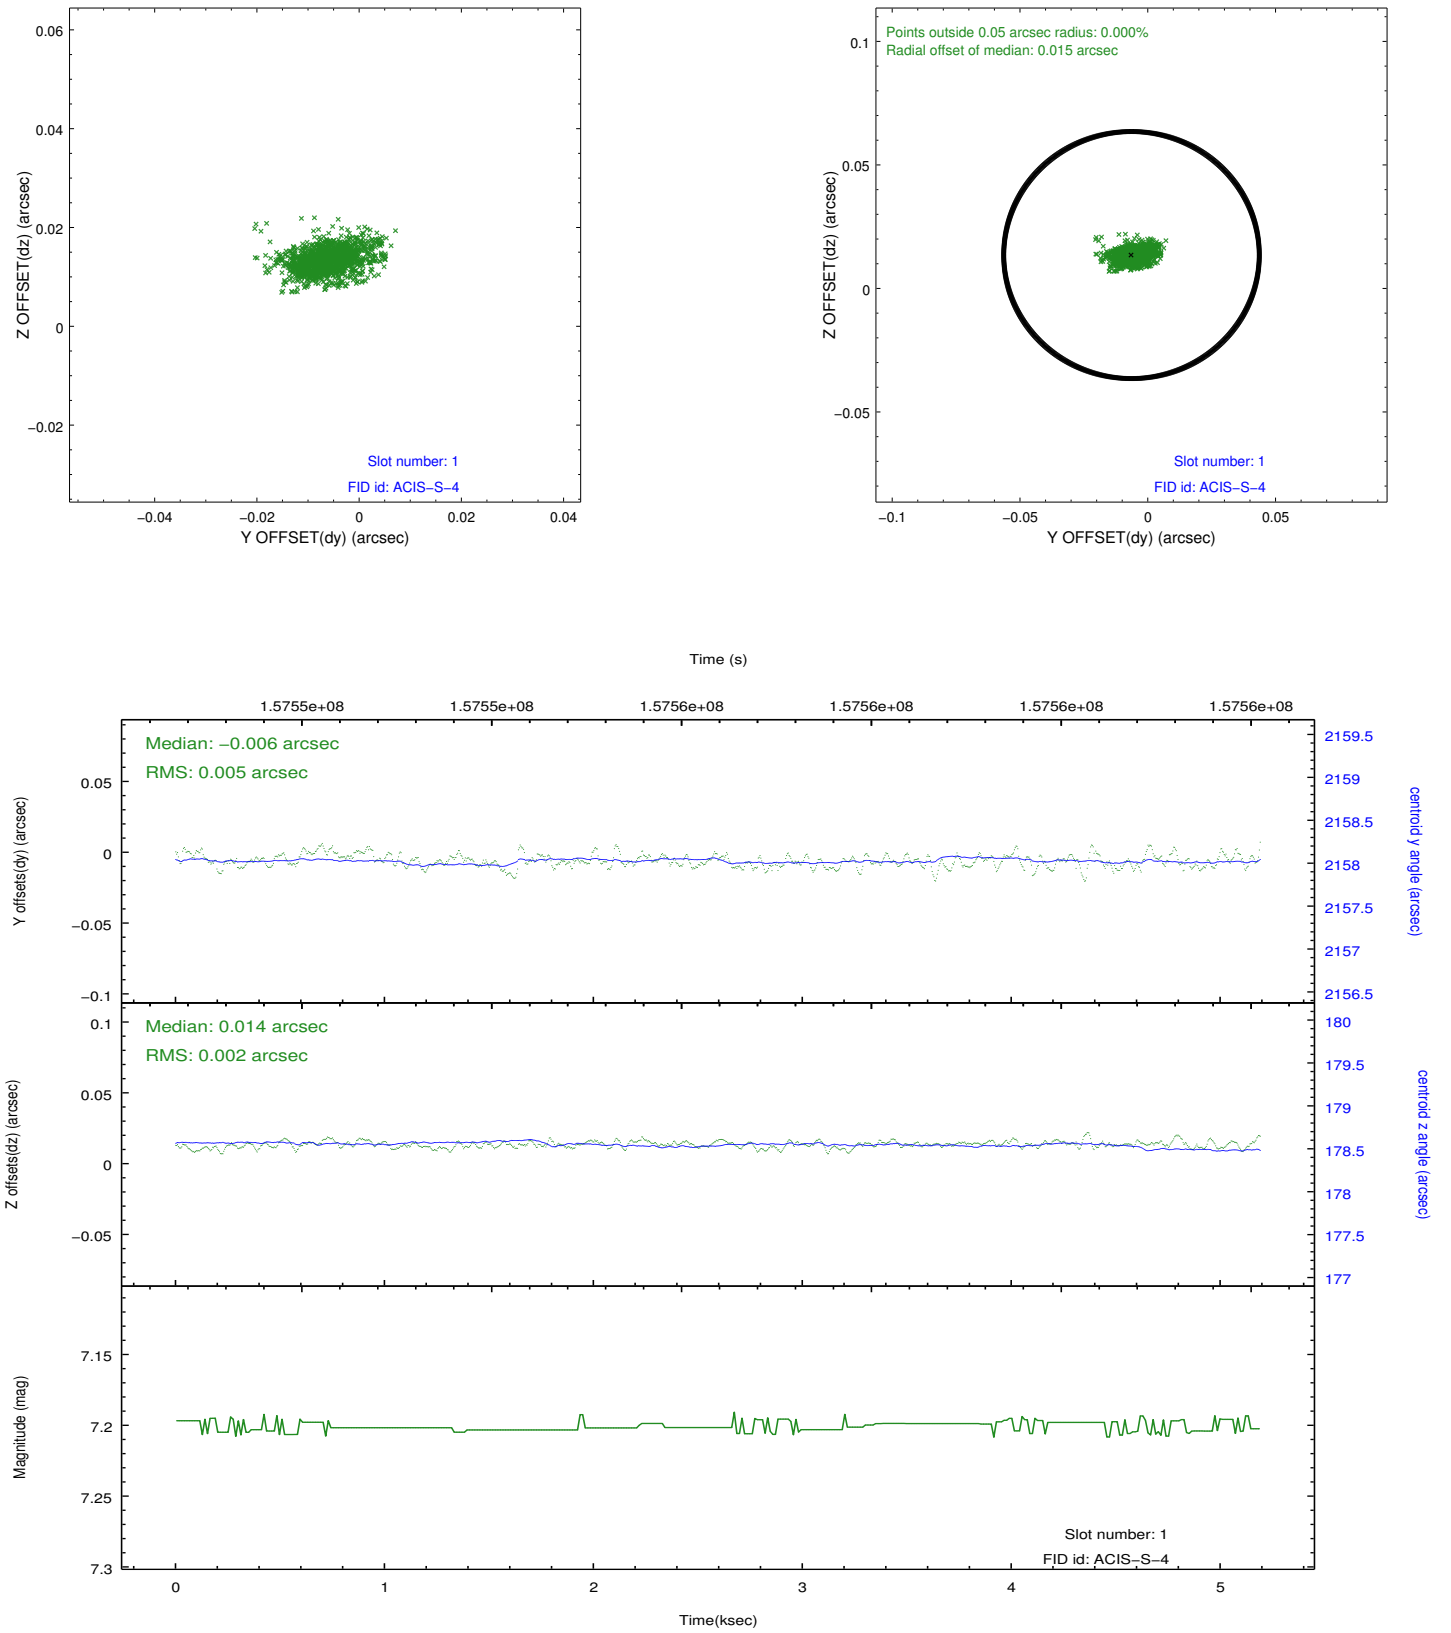 0.06
0.04
0.02
0
−0.02
Z OFFSET(dz) (arcsec)
Slot number: 1
FID id: ACIS−S−4
−0.04 −0.02 0 0.02 0.04
Y OFFSET(dy) (arcsec)
Points outside 0.05 arcsec radius: 0.000%
Radial offset of median: 0.015 arcsec
0.1
0.05
0
−0.05
Z OFFSET(dz) (arcsec)
Slot number: 1
FID id: ACIS−S−4
−0.1 −0.05 0 0.05
Y OFFSET(dy) (arcsec)
Time (s)
1.5755e+08 1.5755e+08 1.5756e+08 1.5756e+08 1.5756e+08 1.5756e+08
Median: −0.006 arcsec
RMS: 0.005 arcsec
0.05
0
−0.05
−0.1
Y offsets(dy) (arcsec)
2159.5
2159
2158.5
2158
2157.5
2157
2156.5
centroid y angle (arcsec)
Median: 0.014 arcsec
RMS: 0.002 arcsec
0.1
0.05
0
−0.05
Z offsets(dz) (arcsec)
180
179.5
179
178.5
178
177.5
177
centroid z angle (arcsec)
7.15
7.2
7.25
7.3
Magnitude (mag)
Slot number: 1
FID id: ACIS−S−4
0 1 2 3 4 5
Time(ksec)